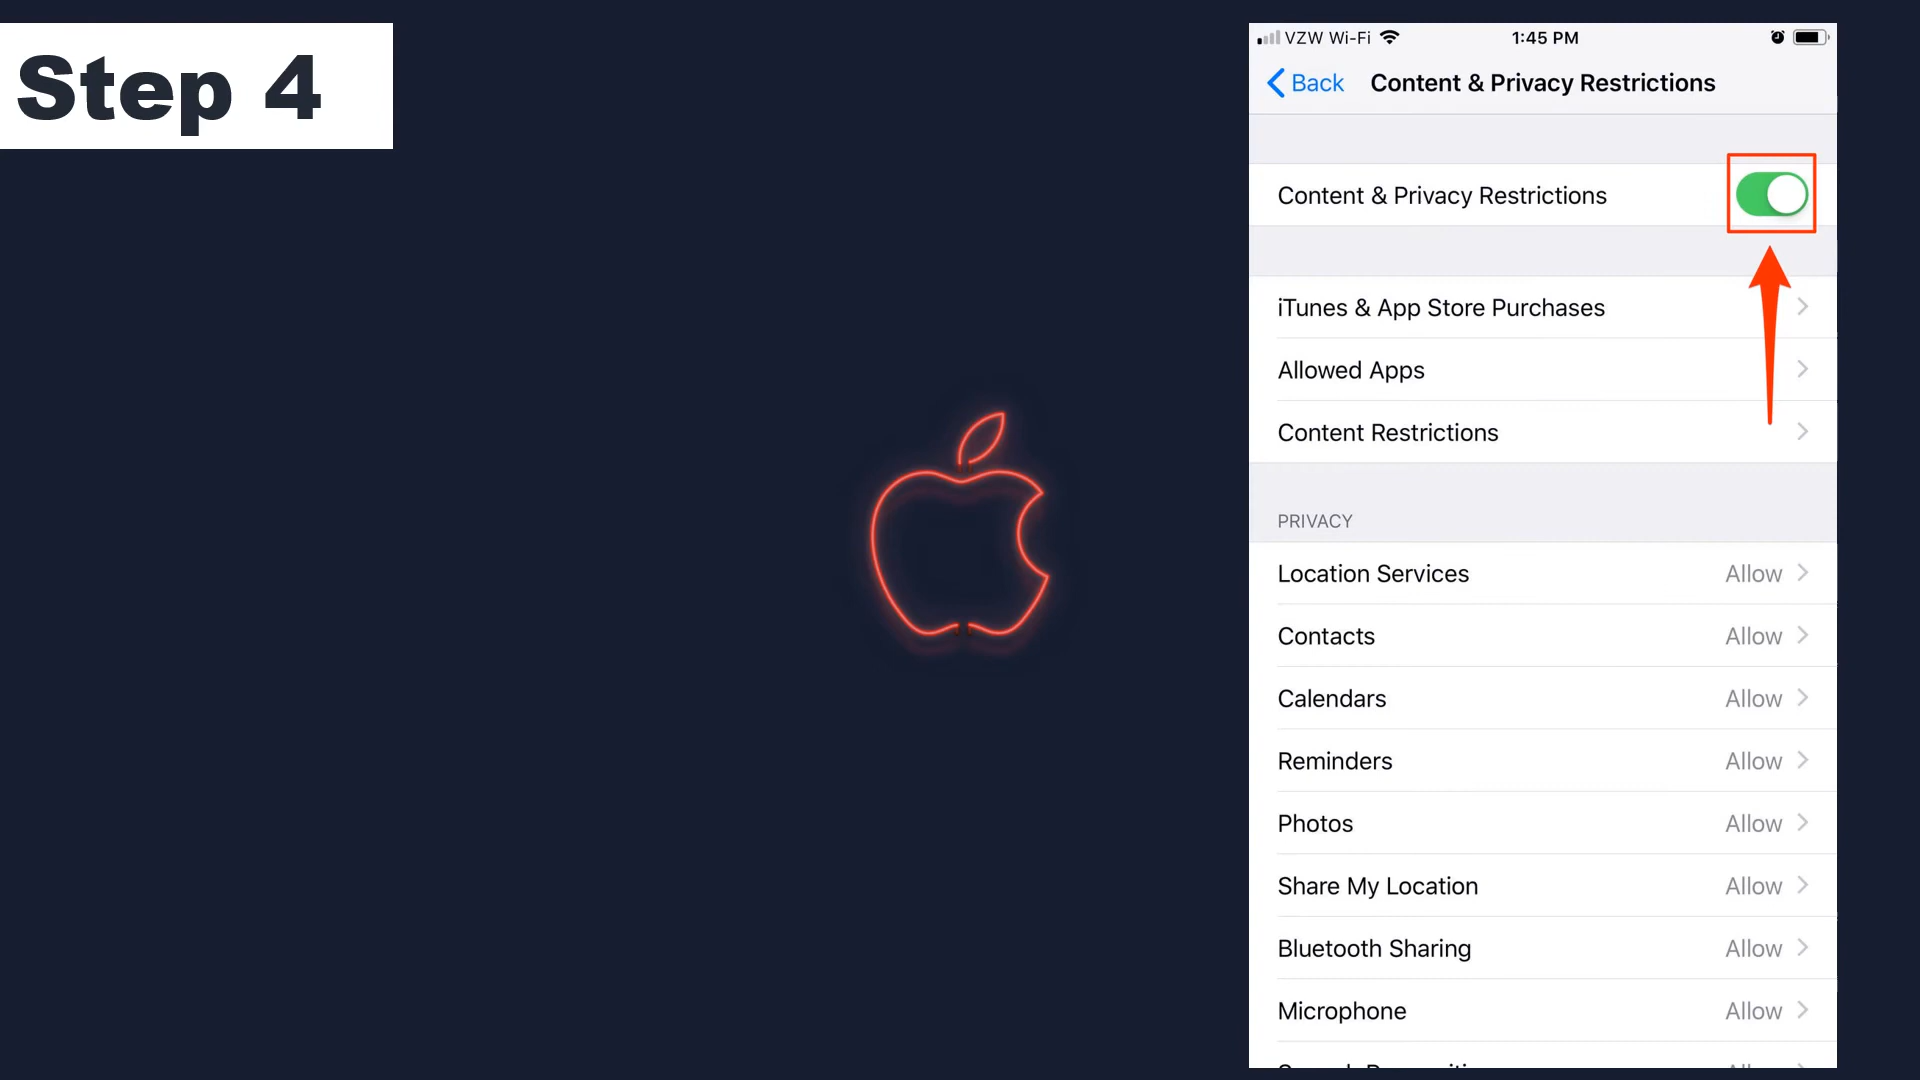 Step 4
VZW Wi-Fi 1:45 PM
Back Content & Privacy Restrictions
Content & Privacy Restrictions
iTunes & App Store Purchases
Allowed Apps
Content Restrictions
PRIVACY
Location Services Allow
Contacts Allow
Calendars Allow
Reminders Allow
Photos Allow
Share My Location Allow
Bluetooth Sharing Allow
Microphone Allow